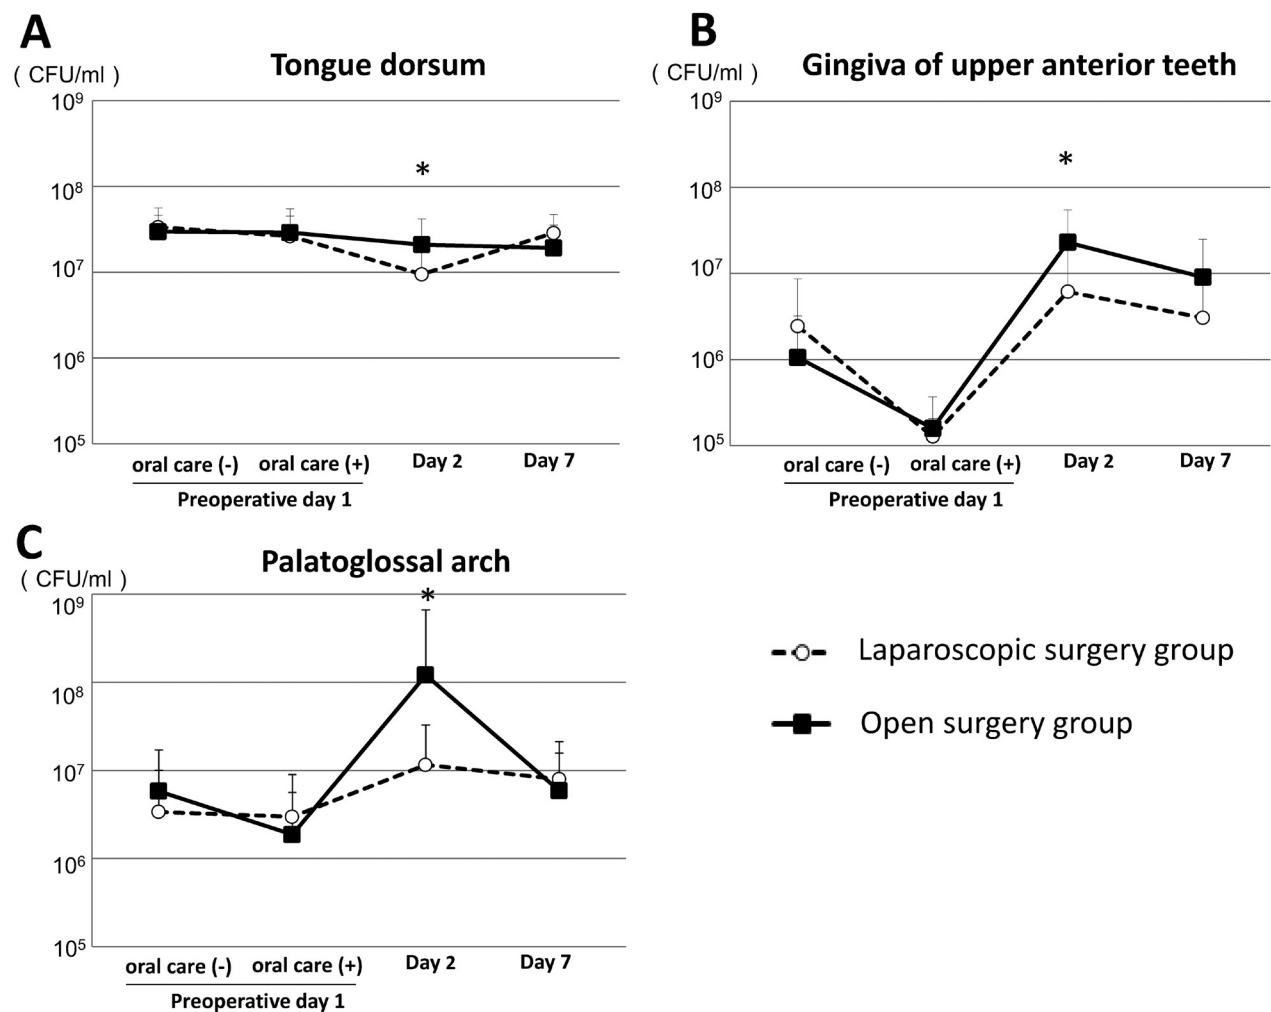 A
( CFU/ml )
Tongue dorsum
10⁹
*
10⁸
10⁷
10⁶
10⁵
oral care (-) oral care (+) Day 2 Day 7
Preoperative day 1
B
( CFU/ml )
Gingiva of upper anterior teeth
10⁹
*
10⁸
10⁷
10⁶
10⁵
oral care (-) oral care (+) Day 2 Day 7
Preoperative day 1
C
( CFU/ml )
Palatoglossal arch
10⁹
*
10⁸
10⁷
10⁶
10⁵
oral care (-) oral care (+) Day 2 Day 7
Preoperative day 1
Laparoscopic surgery group
Open surgery group